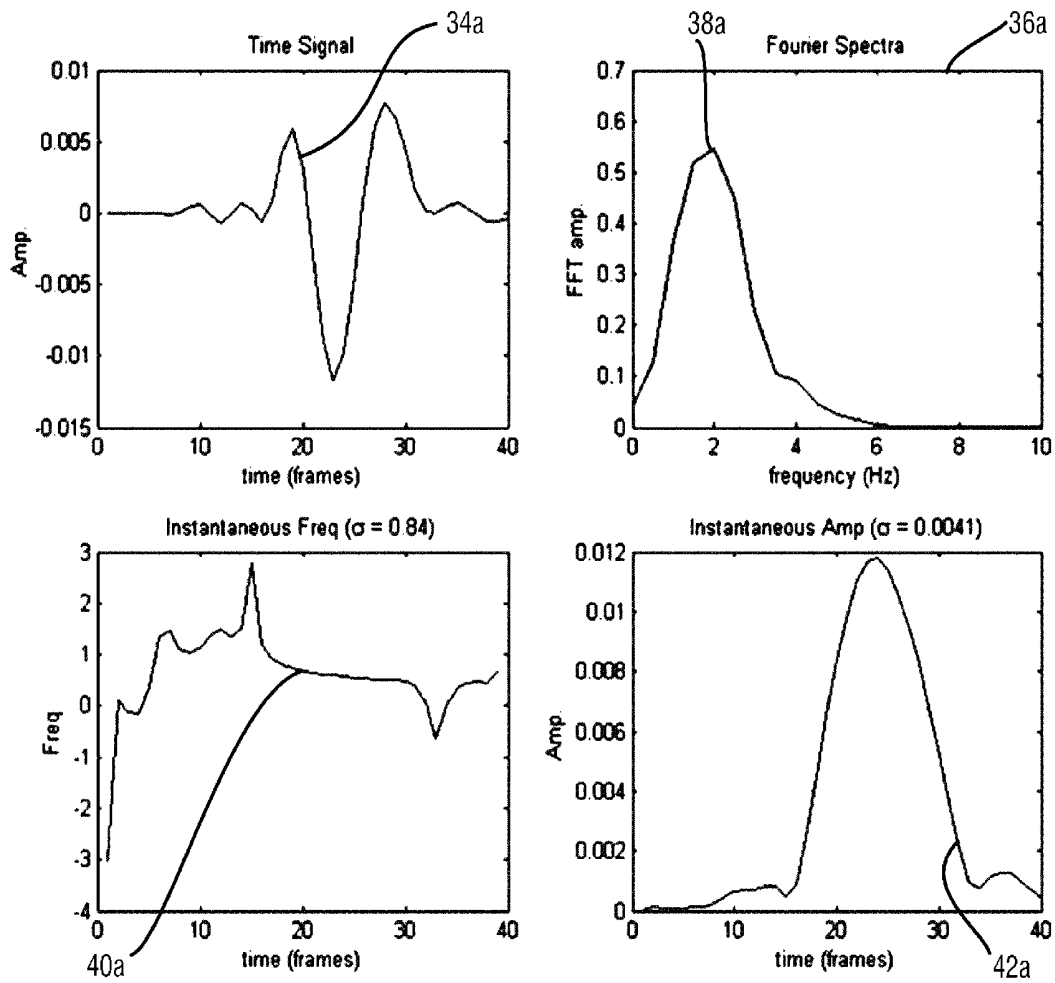 34a
38a
36a
Time Signal
Fourier Spectra
0.01
0.005
0
-0.005
-0.01
-0.015
Amp.
0 10 20 30 40
time (frames)
0.7
0.6
0.5
0.4
0.3
0.2
0.1
0
FFT amp.
0 2 4 6 8 10
frequency (Hz)
Instantaneous Freq (σ = 0.84)
3
2
1
0
-1
-2
-3
-4
Freq
0 10 20 30 40
time (frames)
40a
Instantaneous Amp (σ = 0.0041)
0.012
0.01
0.008
0.006
0.004
0.002
0
Amp.
0 10 20 30 40
time (frames)
42a